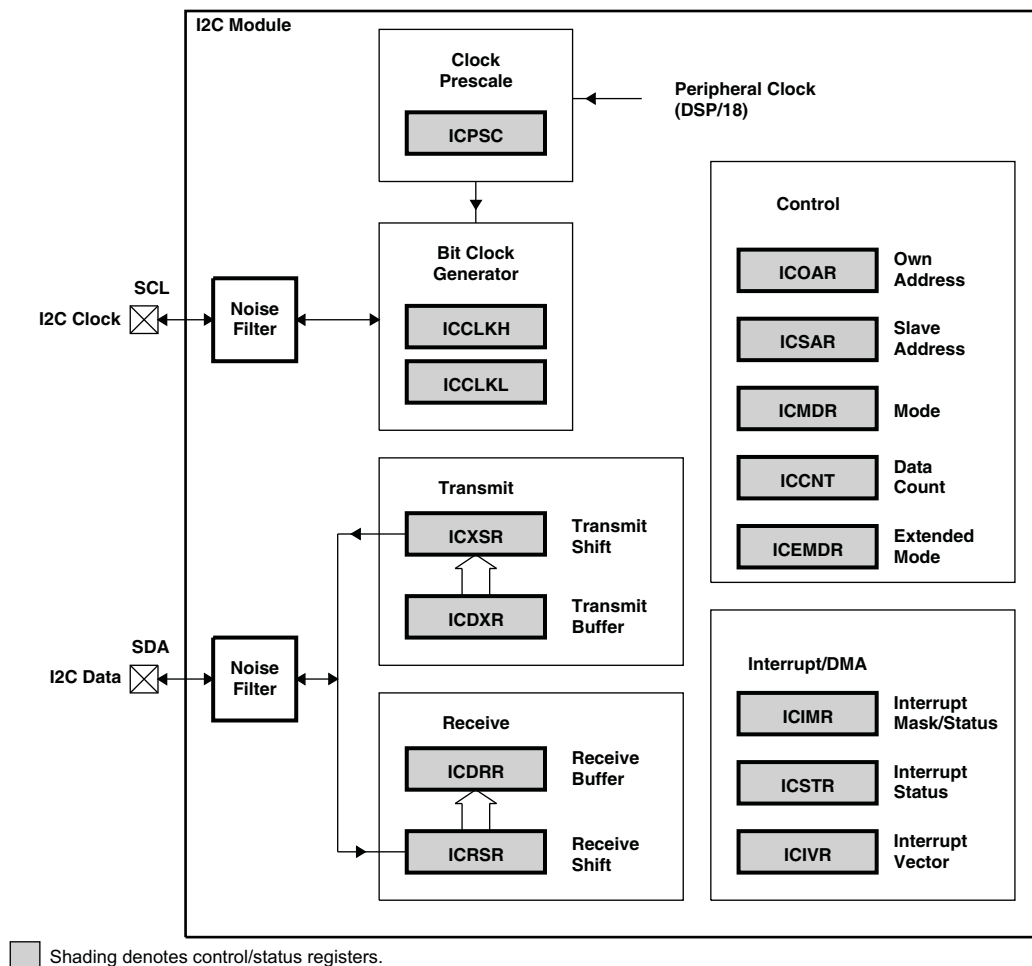 I2C Module
Clock
Prescale
ICPSC
Peripheral Clock
(DSP/18)
Bit Clock
Generator
ICCLKH
ICCLKL
SCL
I2C Clock
Noise
Filter
Control
ICOAR
Own
Address
ICSAR
Slave
Address
ICMDR
Mode
ICCNT
Data
Count
ICEMDR
Extended
Mode
Transmit
ICXSR
Transmit
Shift
ICDXR
Transmit
Buffer
SDA
I2C Data
Noise
Filter
Receive
ICDRR
Receive
Buffer
ICRSR
Receive
Shift
Interrupt/DMA
ICIMR
Interrupt
Mask/Status
ICSTR
Interrupt
Status
ICIVR
Interrupt
Vector
Shading denotes control/status registers.